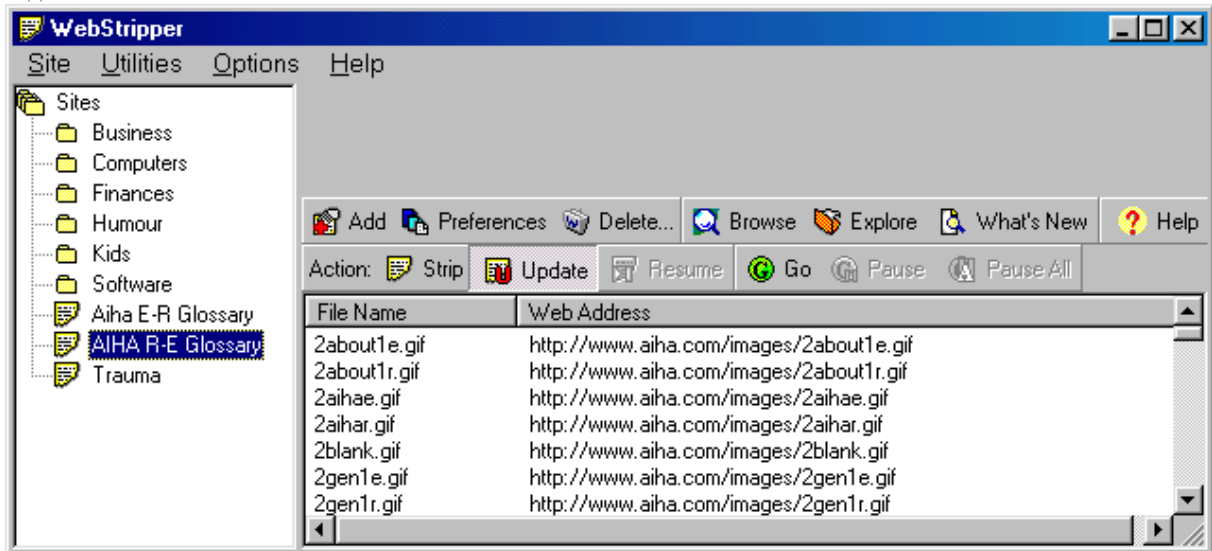 WebStripper
Site Utilities Options Help
Sites
Business
Computers
Finances
Humour
Kids
Software
Aiha E-R Glossary
AIHA R-E Glossary
Trauma
Add Preferences Delete... Browse Explore What's New Help
Action: Strip Update Resume Go Pause Pause All
File Name Web Address
2about1e.gif http://www.aiha.com/images/2about1e.gif
2about1r.gif http://www.aiha.com/images/2about1r.gif
2aihae.gif http://www.aiha.com/images/2aihae.gif
2aihar.gif http://www.aiha.com/images/2aihar.gif
2blank.gif http://www.aiha.com/images/2blank.gif
2gen1e.gif http://www.aiha.com/images/2gen1e.gif
2gen1r.gif http://www.aiha.com/images/2gen1r.gif